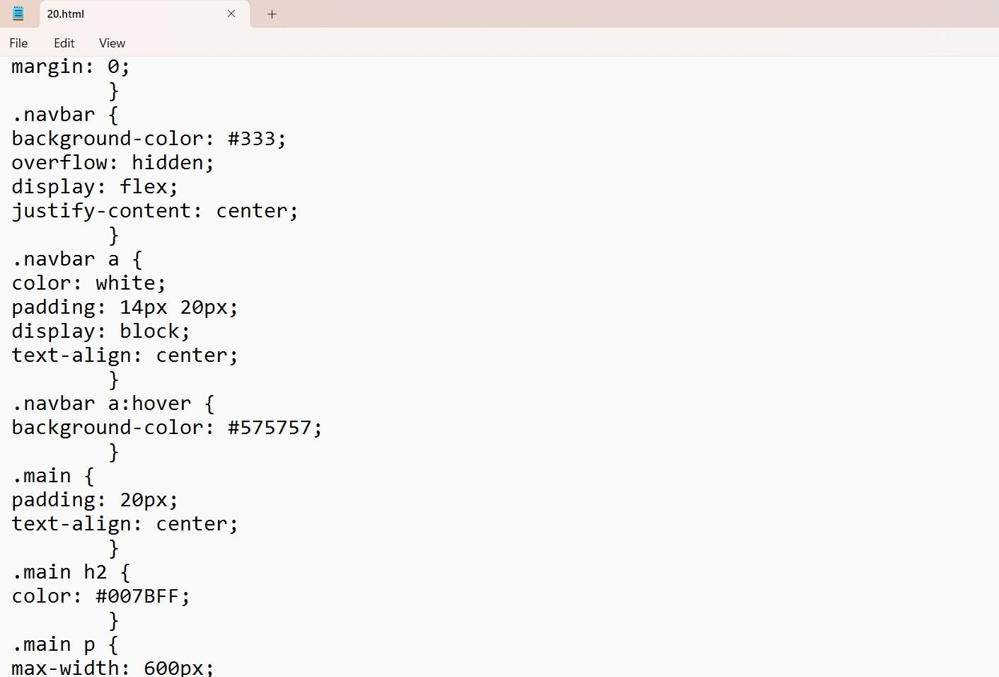 20.html
File Edit View
margin: 0;
        }
.navbar {
background-color: #333;
overflow: hidden;
display: flex;
justify-content: center;
        }
.navbar a {
color: white;
padding: 14px 20px;
display: block;
text-align: center;
        }
.navbar a:hover {
background-color: #575757;
        }
.main {
padding: 20px;
text-align: center;
        }
.main h2 {
color: #007BFF;
        }
.main p {
max-width: 600px;